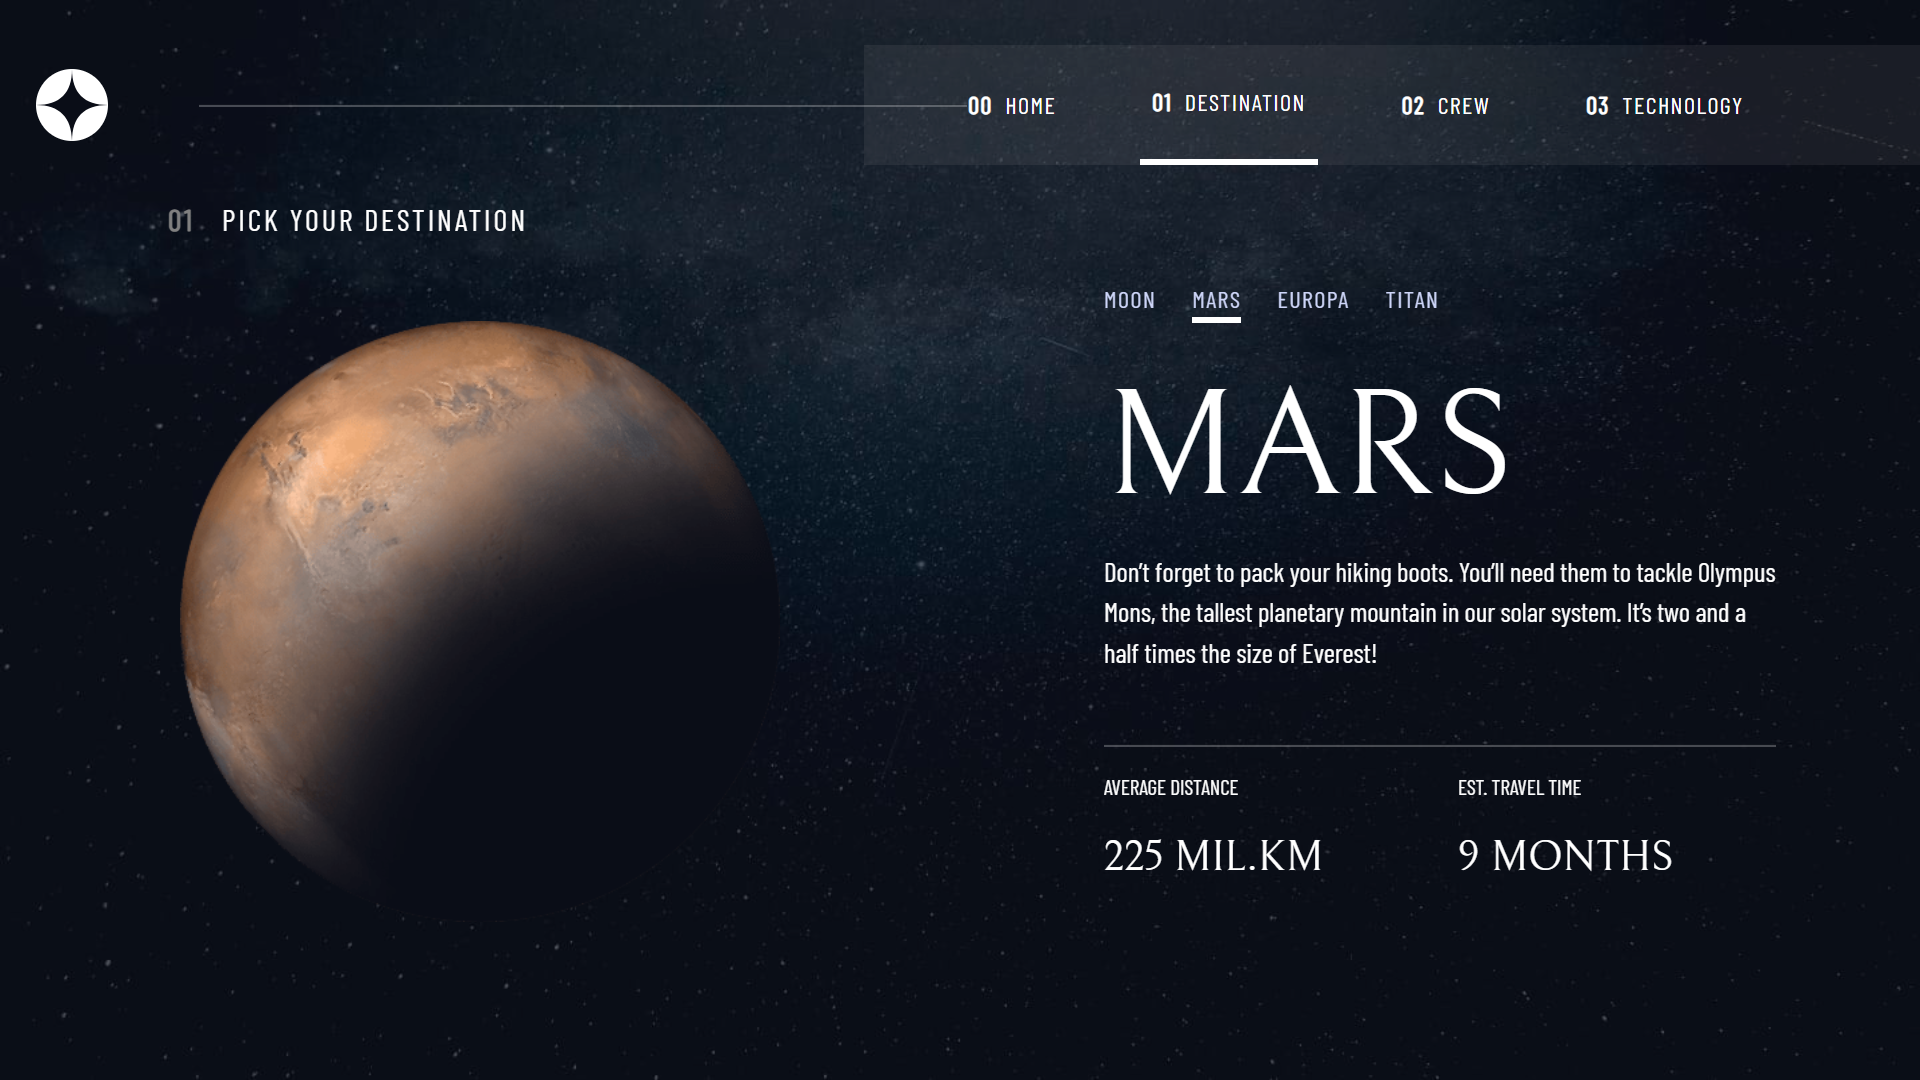 00 HOME 01 DESTINATION 02 CREW 03 TECHNOLOGY
01 PICK YOUR DESTINATION
MOON MARS EUROPA TITAN
MARS
Don’t forget to pack your hiking boots. You’ll need them to tackle Olympus
Mons, the tallest planetary mountain in our solar system. It’s two and a
half times the size of Everest!
AVERAGE DISTANCE EST. TRAVEL TIME
225 MIL.KM 9 MONTHS